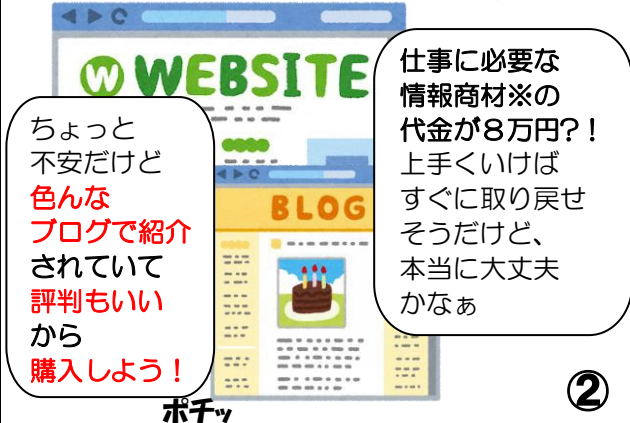 WEBSITE
仕事に必要な
情報商材※の
代金が８万円?！
上手くいけば
すぐに取り戻せ
そうだけど、
本当に大丈夫
かなぁ
ちょっと
不安だけど
色んな
ブログで紹介
されていて
評判もいい
から
購入しよう！
BLOG
ポチッ
②